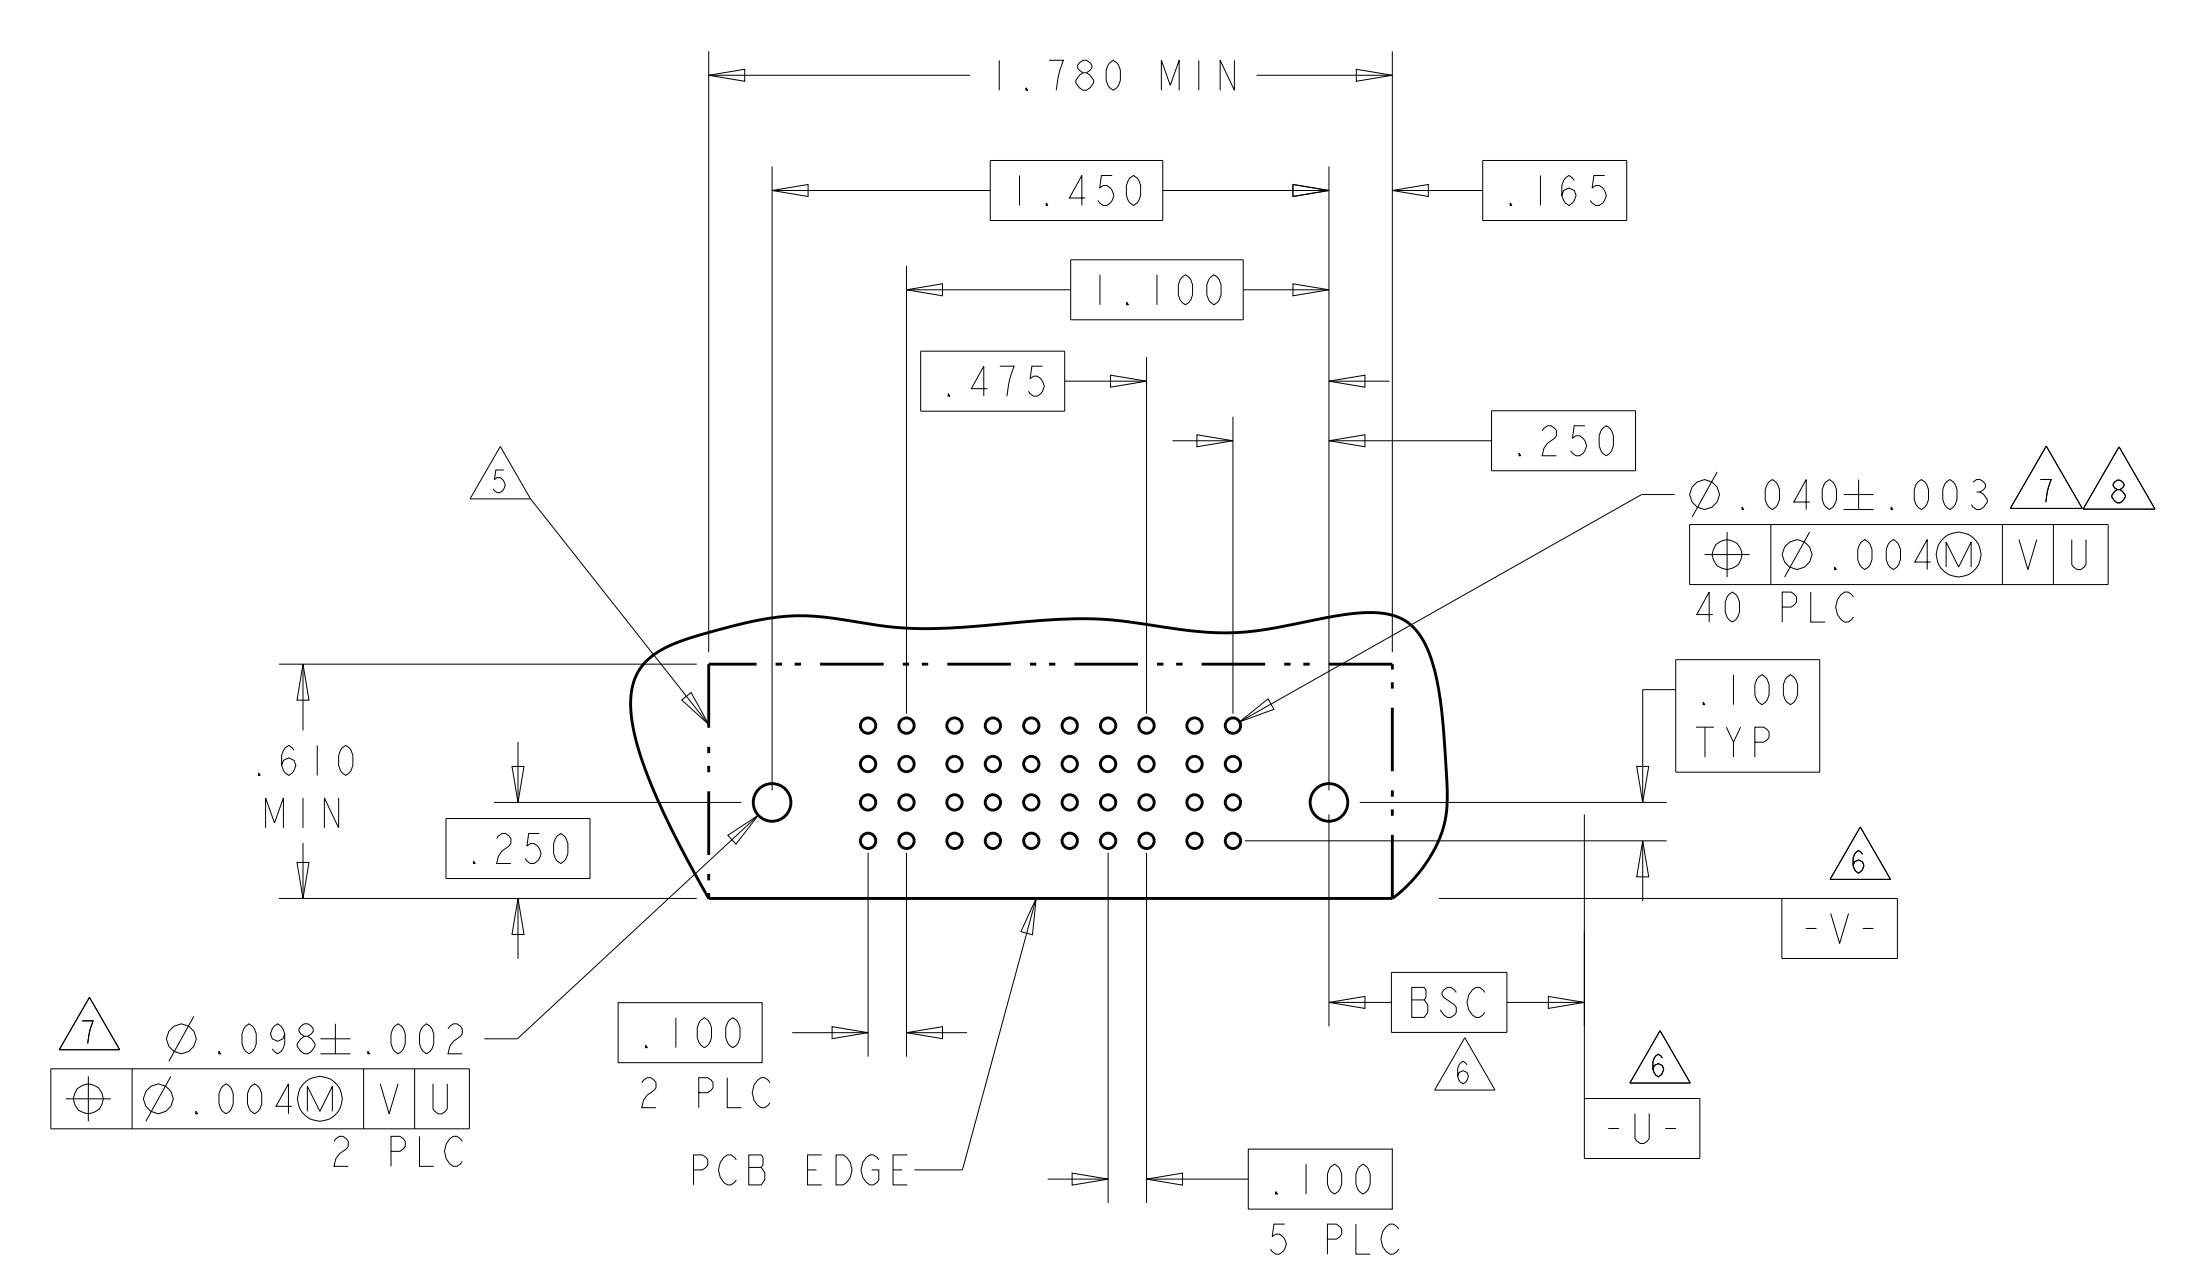 1.780 MIN
1.450
.165
1.100
.475
.250
5
Ø.040±.003 7 8
⌖ Ø.004Ⓜ V U
40 PLC
.100
TYP
.610
MIN
.250
6
-V-
BSC
6
6
-U-
7 Ø.098±.002
⌖ Ø.004Ⓜ V U
2 PLC
.100
2 PLC
PCB EDGE
.100
5 PLC